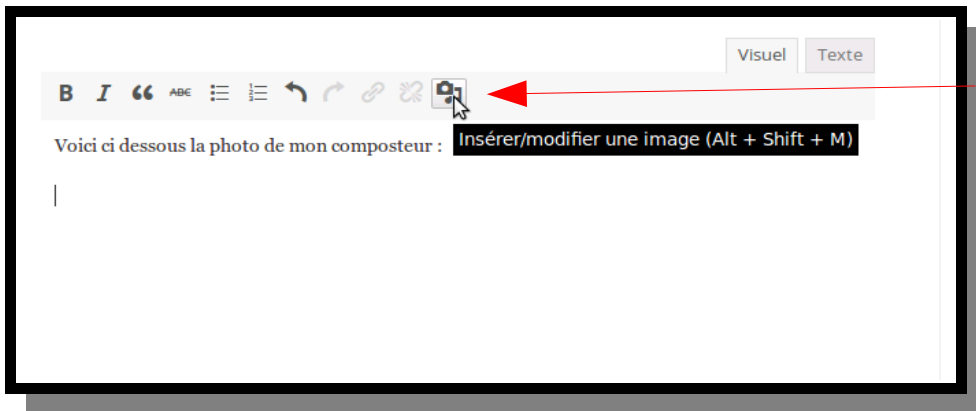 Visuel Texte
B I ABC
Voici ci dessous la photo de mon composteur :
Insérer/modifier une image (Alt + Shift + M)